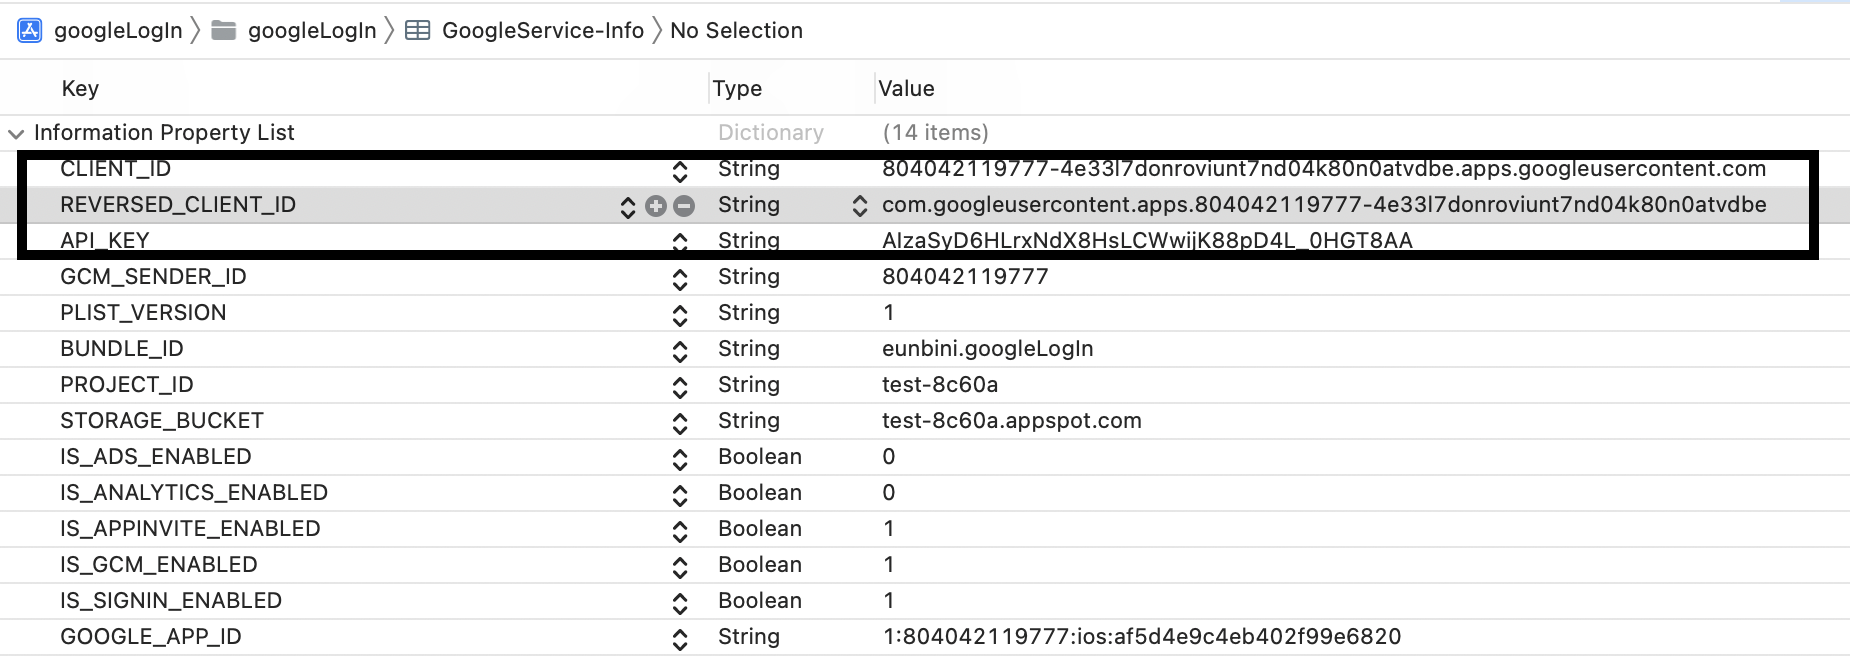 googleLogIn googleLogIn GoogleService-Info No Selection
Key Type Value
Information Property List Dictionary (14 items)
CLIENT_ID String 804042119777-4e33l7donroviunt7nd04k80n0atvdbe.apps.googleusercontent.com
REVERSED_CLIENT_ID String com.googleusercontent.apps.804042119777-4e33l7donroviunt7nd04k80n0atvdbe
API_KEY String AIzaSyD6HLrxNdX8HsLCWwijK88pD4L_0HGT8AA
GCM_SENDER_ID String 804042119777
PLIST_VERSION String 1
BUNDLE_ID String eunbini.googleLogIn
PROJECT_ID String test-8c60a
STORAGE_BUCKET String test-8c60a.appspot.com
IS_ADS_ENABLED Boolean 0
IS_ANALYTICS_ENABLED Boolean 0
IS_APPINVITE_ENABLED Boolean 1
IS_GCM_ENABLED Boolean 1
IS_SIGNIN_ENABLED Boolean 1
GOOGLE_APP_ID String 1:804042119777:ios:af5d4e9c4eb402f99e6820